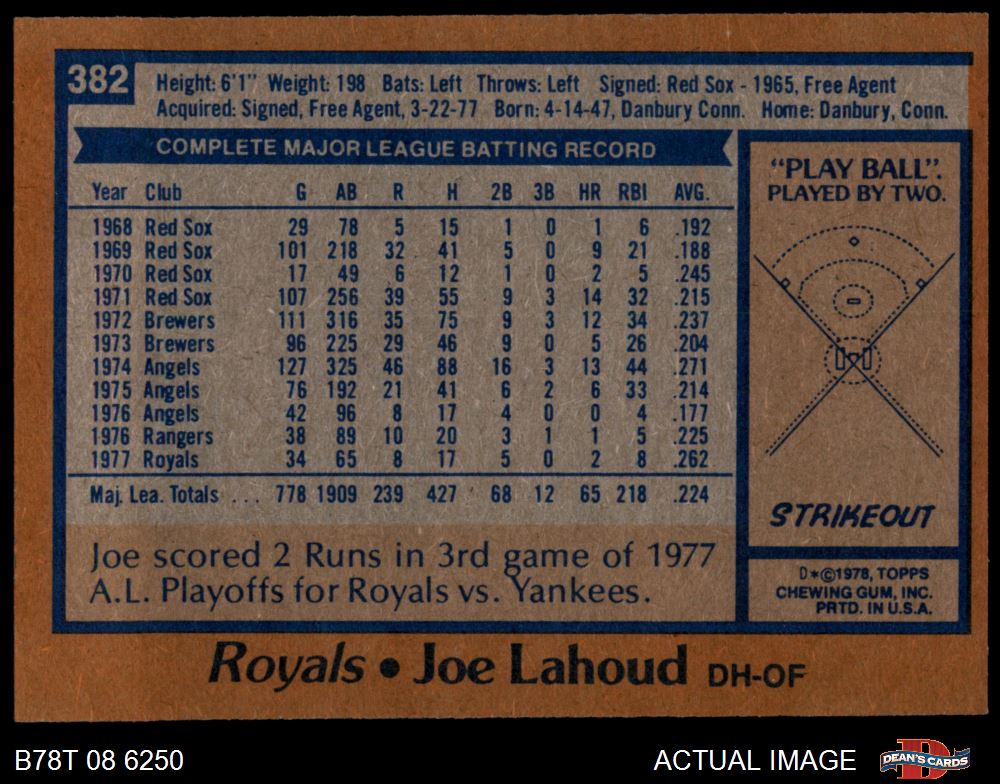 382
Height: 6'1" Weight: 198 Bats: Left Throws: Left Signed: Red Sox - 1965, Free Agent
Acquired: Signed, Free Agent, 3-22-77 Born: 4-14-47, Danbury Conn. Home: Danbury, Conn.
COMPLETE MAJOR LEAGUE BATTING RECORD
Year Club G AB R H 2B 3B HR RBI AVG.
1968 Red Sox 29 78 5 15 1 0 1 6 .192
1969 Red Sox 101 218 32 41 5 0 9 21 .188
1970 Red Sox 17 49 6 12 1 0 2 5 .245
1971 Red Sox 107 256 39 55 9 3 14 32 .215
1972 Brewers 111 316 35 75 9 3 12 34 .237
1973 Brewers 96 225 29 46 9 0 5 26 .204
1974 Angels 127 325 46 88 16 3 13 44 .271
1975 Angels 76 192 21 41 6 2 6 33 .214
1976 Angels 42 96 8 17 4 0 0 4 .177
1976 Rangers 38 89 10 20 3 1 1 5 .225
1977 Royals 34 65 8 17 5 0 2 8 .262
Maj. Lea. Totals ... 778 1909 239 427 68 12 65 218 .224
Joe scored 2 Runs in 3rd game of 1977
A.L. Playoffs for Royals vs. Yankees.
"PLAY BALL".
PLAYED BY TWO.
STRIKEOUT
D*©1978, TOPPS
CHEWING GUM, INC.
PRTD. IN U.S.A.
Royals • Joe Lahoud DH-OF
B78T 08 6250
ACTUAL IMAGE
DEAN'S CARDS